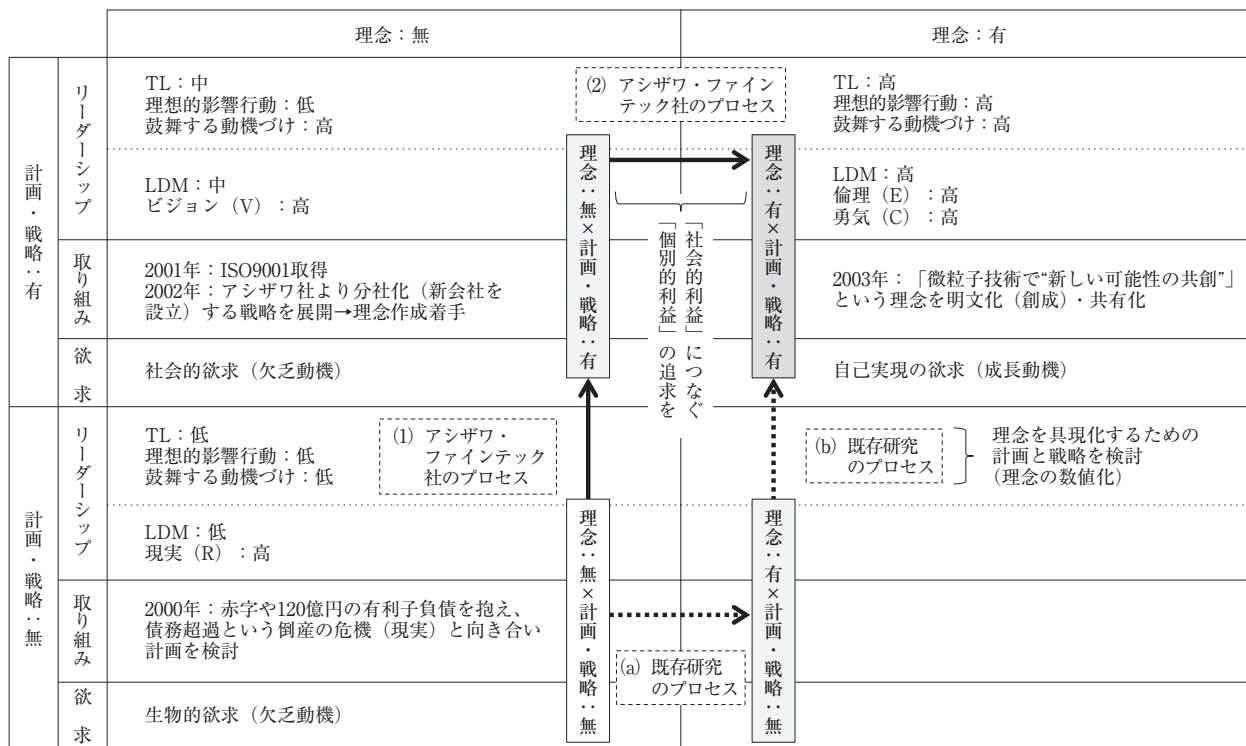 理念：無
理念：有
計画・戦略：有
リーダーシップ
TL：中
理想的影響行動：低
鼓舞する動機づけ：高
(2) アシザワ・ファイン
テック社のプロセス
TL：高
理想的影響行動：高
鼓舞する動機づけ：高
LDM：中
ビジョン（V）：高
理念：無×計画・戦略：有
理念：有×計画・戦略：有
LDM：高
倫理（E）：高
勇気（C）：高
「社会的利益」につなぐ
「個別的利益」の追求を
取り組み
2001年：ISO9001取得
2002年：アシザワ社より分社化（新会社を
設立）する戦略を展開→理念作成着手
2003年：「微粒子技術で“新しい可能性の共創”」
という理念を明文化（創成）・共有化
欲求
社会的欲求（欠乏動機）
自己実現の欲求（成長動機）
計画・戦略：無
リーダーシップ
TL：低
理想的影響行動：低
鼓舞する動機づけ：低
(1) アシザワ・
ファインテック
社のプロセス
(b) 既存研究
のプロセス
理念を具現化するための
計画と戦略を検討
（理念の数値化）
LDM：低
現実（R）：高
理念：無×計画・戦略：無
理念：有×計画・戦略：無
取り組み
2000年：赤字や120億円の有利子負債を抱え、
債務超過という倒産の危機（現実）と向き合い
計画を検討
(a) 既存研究
のプロセス
欲求
生物的欲求（欠乏動機）